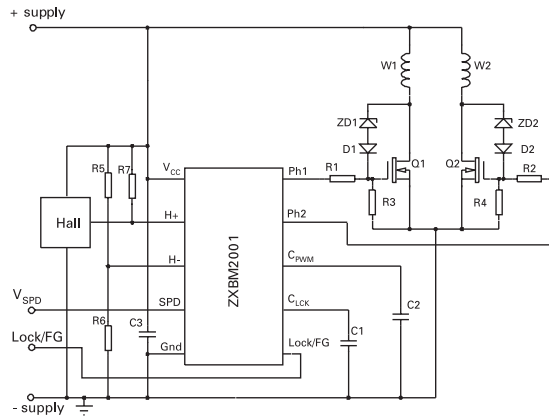 + supply
W1
W2
ZD1
ZD2
D1
D2
R5
R7
VCC
Ph1
R1
Q1
Q2
R2
R3
R4
Hall
H+
Ph2
H-
CPWM
ZXBM2001
VSPD
SPD
CLCK
C2
Lock/FG
R6
C3
C1
Gnd
Lock/FG
- supply